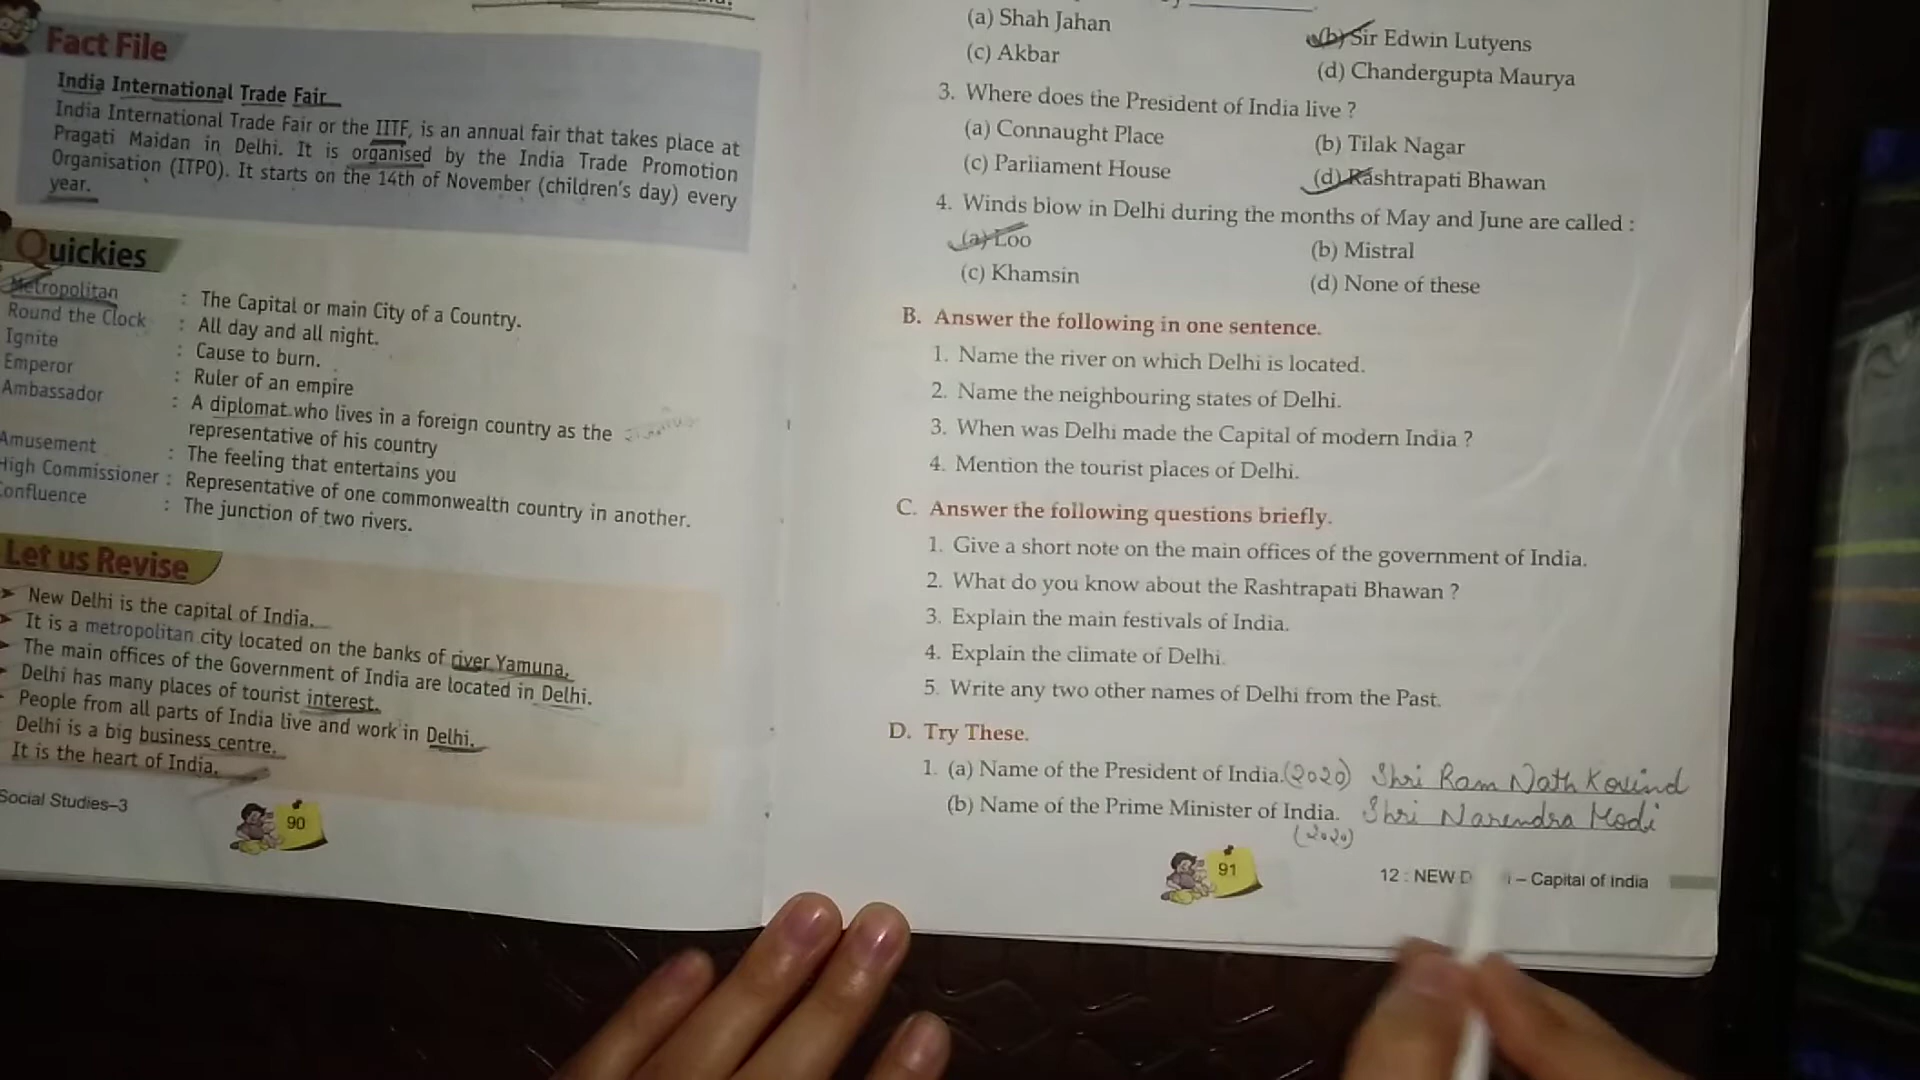 Fact File
India International Trade Fair
India International Trade Fair or the IITF, is an annual fair that takes place at
Pragati Maidan in Delhi. It is organised by the India Trade Promotion
Organisation (ITPO). It starts on the 14th of November (children's day) every
year.
Quickies
Metropolitan : The Capital or main City of a Country.
Round the Clock : All day and all night.
Ignite : Cause to burn.
Emperor : Ruler of an empire
Ambassador : A diplomat who lives in a foreign country as the
representative of his country
Amusement : The feeling that entertains you
High Commissioner : Representative of one commonwealth country in another.
Confluence : The junction of two rivers.
Let us Revise
New Delhi is the capital of India.
It is a metropolitan city located on the banks of river Yamuna.
The main offices of the Government of India are located in Delhi.
Delhi has many places of tourist interest.
People from all parts of India live and work in Delhi.
Delhi is a big business centre.
It is the heart of India.
Social Studies–3
90
(a) Shah Jahan (b) Sir Edwin Lutyens
(c) Akbar (d) Chandergupta Maurya
3. Where does the President of India live ?
(a) Connaught Place (b) Tilak Nagar
(c) Parliament House (d) Rashtrapati Bhawan
4. Winds blow in Delhi during the months of May and June are called :
(a) Loo (b) Mistral
(c) Khamsin (d) None of these
B. Answer the following in one sentence.
1. Name the river on which Delhi is located.
2. Name the neighbouring states of Delhi.
3. When was Delhi made the Capital of modern India ?
4. Mention the tourist places of Delhi.
C. Answer the following questions briefly.
1. Give a short note on the main offices of the government of India.
2. What do you know about the Rashtrapati Bhawan ?
3. Explain the main festivals of India.
4. Explain the climate of Delhi.
5. Write any two other names of Delhi from the Past.
D. Try These.
1. (a) Name of the President of India. (2020) Shri Ram Nath Kovind
(b) Name of the Prime Minister of India. Shri Narendra Modi
(2020)
91
12 : NEW – Capital of India